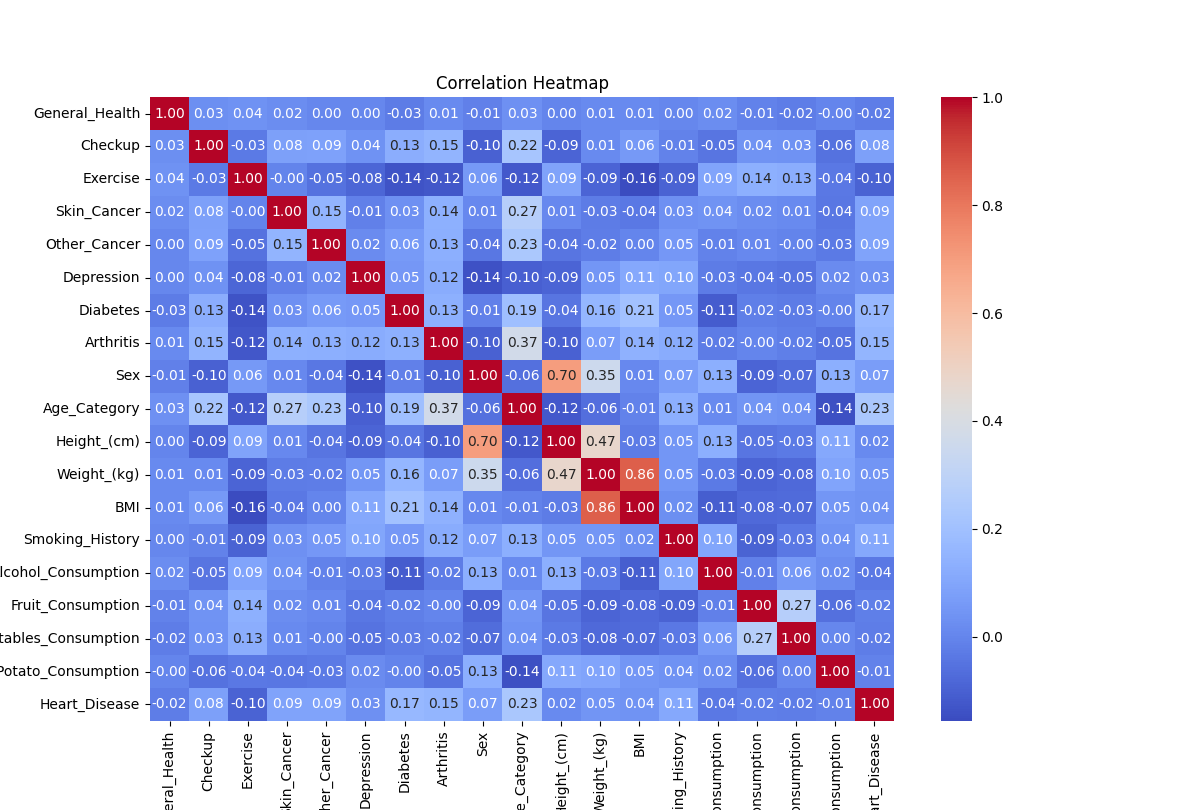 Correlation Heatmap
General_Health 1.00 0.03 0.04 0.02 0.00 0.00 -0.03 0.01 -0.01 0.03 0.00 0.01 0.01 0.00 0.02 -0.01 -0.02 -0.00 -0.02
Checkup 0.03 1.00 -0.03 0.08 0.09 0.04 0.13 0.15 -0.10 0.22 -0.09 0.01 0.06 -0.01 -0.05 0.04 0.03 -0.06 0.08
Exercise 0.04 -0.03 1.00 -0.00 -0.05 -0.08 -0.14 -0.12 0.06 -0.12 0.09 -0.09 -0.16 -0.09 0.09 0.14 0.13 -0.04 -0.10
Skin_Cancer 0.02 0.08 -0.00 1.00 0.15 -0.01 0.03 0.14 0.01 0.27 0.01 -0.03 -0.04 0.03 0.04 0.02 0.01 -0.04 0.09
Other_Cancer 0.00 0.09 -0.05 0.15 1.00 0.02 0.06 0.13 -0.04 0.23 -0.04 -0.02 0.00 0.05 -0.01 0.01 -0.00 -0.03 0.09
Depression 0.00 0.04 -0.08 -0.01 0.02 1.00 0.05 0.12 -0.14 -0.10 -0.09 0.05 0.11 0.10 -0.03 -0.04 -0.05 0.02 0.03
Diabetes -0.03 0.13 -0.14 0.03 0.06 0.05 1.00 0.13 -0.01 0.19 -0.04 0.16 0.21 0.05 -0.11 -0.02 -0.03 -0.00 0.17
Arthritis 0.01 0.15 -0.12 0.14 0.13 0.12 0.13 1.00 -0.10 0.37 -0.10 0.07 0.14 0.12 -0.02 -0.00 -0.02 -0.05 0.15
Sex -0.01 -0.10 0.06 0.01 -0.04 -0.14 -0.01 -0.10 1.00 -0.06 0.70 0.35 0.01 0.07 0.13 -0.09 -0.07 0.13 0.07
Age_Category 0.03 0.22 -0.12 0.27 0.23 -0.10 0.19 0.37 -0.06 1.00 -0.12 -0.06 -0.01 0.13 0.01 0.04 0.04 -0.14 0.23
Height_(cm) 0.00 -0.09 0.09 0.01 -0.04 -0.09 -0.04 -0.10 0.70 -0.12 1.00 0.47 -0.03 0.05 0.13 -0.05 -0.03 0.11 0.02
Weight_(kg) 0.01 0.01 -0.09 -0.03 -0.02 0.05 0.16 0.07 0.35 -0.06 0.47 1.00 0.86 0.05 -0.03 -0.09 -0.08 0.10 0.05
BMI 0.01 0.06 -0.16 -0.04 0.00 0.11 0.21 0.14 0.01 -0.01 -0.03 0.86 1.00 0.02 -0.11 -0.08 -0.07 0.05 0.04
Smoking_History 0.00 -0.01 -0.09 0.03 0.05 0.10 0.05 0.12 0.07 0.13 0.05 0.05 0.02 1.00 0.10 -0.09 -0.03 0.04 0.11
lcohol_Consumption 0.02 -0.05 0.09 0.04 -0.01 -0.03 -0.11 -0.02 0.13 0.01 0.13 -0.03 -0.11 0.10 1.00 -0.01 0.06 0.02 -0.04
Fruit_Consumption -0.01 0.04 0.14 0.02 0.01 -0.04 -0.02 -0.00 -0.09 0.04 -0.05 -0.09 -0.08 -0.09 -0.01 1.00 0.27 -0.06 -0.02
tables_Consumption -0.02 0.03 0.13 0.01 -0.00 -0.05 -0.03 -0.02 -0.07 0.04 -0.03 -0.08 -0.07 -0.03 0.06 0.27 1.00 0.00 -0.02
Potato_Consumption -0.00 -0.06 -0.04 -0.04 -0.03 0.02 -0.00 -0.05 0.13 -0.14 0.11 0.10 0.05 0.04 0.02 -0.06 0.00 1.00 -0.01
Heart_Disease -0.02 0.08 -0.10 0.09 0.09 0.03 0.17 0.15 0.07 0.23 0.02 0.05 0.04 0.11 -0.04 -0.02 -0.02 -0.01 1.00
eral_Health
Checkup
Exercise
kin_Cancer
her_Cancer
Depression
Diabetes
Arthritis
Sex
e_Category
Height_(cm)
Weight_(kg)
BMI
ing_History
onsumption
onsumption
onsumption
onsumption
art_Disease
1.0
0.8
0.6
0.4
0.2
0.0